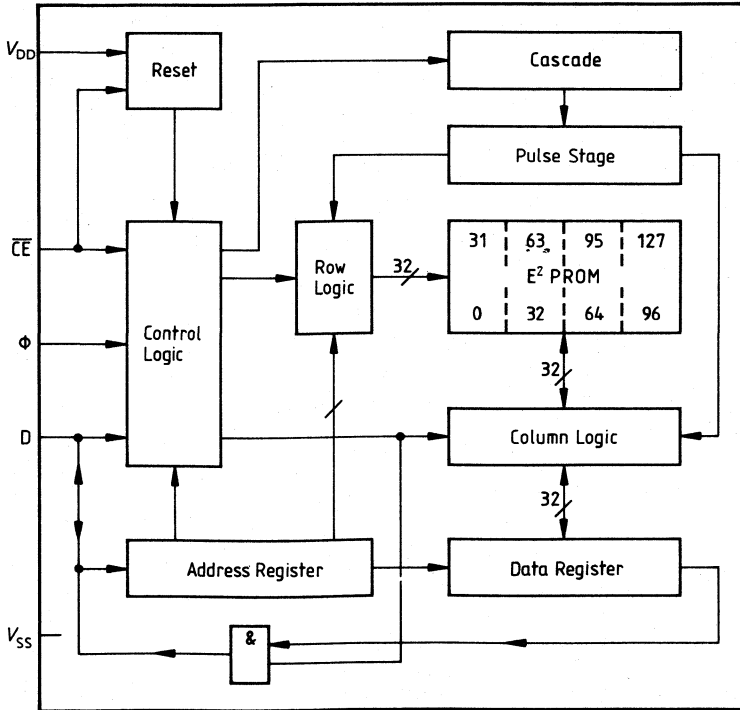 V_DD
Reset
Cascade
Pulse Stage
C̅E̅
Control
Logic
Row
Logic
32
31 63 95 127
E² PROM
0 32 64 96
Φ
32
D
Column Logic
32
Address Register
Data Register
V_SS
&